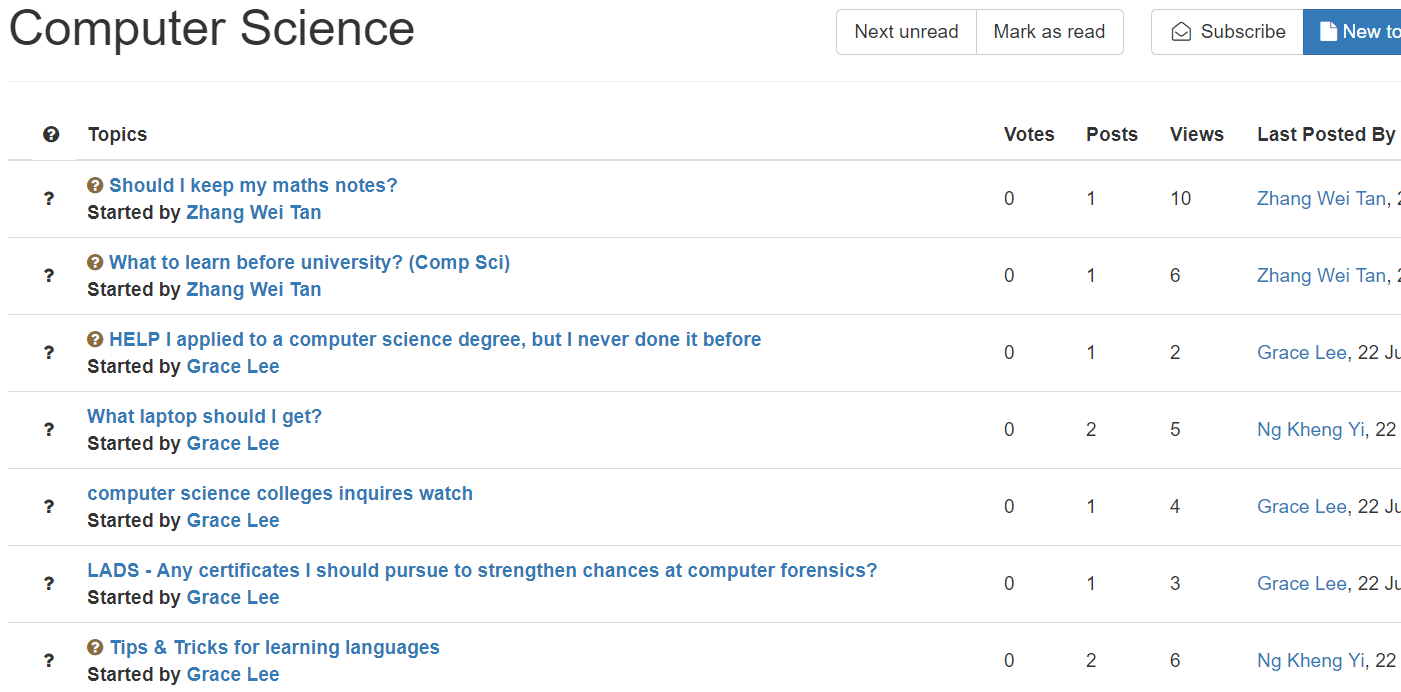 Computer Science
Next unread Mark as read Subscribe New to
Topics Votes Posts Views Last Posted By
? Should I keep my maths notes?
Started by Zhang Wei Tan
0 1 10 Zhang Wei Tan, 2
? What to learn before university? (Comp Sci)
Started by Zhang Wei Tan
0 1 6 Zhang Wei Tan, 2
? HELP I applied to a computer science degree, but I never done it before
Started by Grace Lee
0 1 2 Grace Lee, 22 Ju
? What laptop should I get?
Started by Grace Lee
0 2 5 Ng Kheng Yi, 22
? computer science colleges inquires watch
Started by Grace Lee
0 1 4 Grace Lee, 22 Ju
? LADS - Any certificates I should pursue to strengthen chances at computer forensics?
Started by Grace Lee
0 1 3 Grace Lee, 22 Ju
? Tips & Tricks for learning languages
Started by Grace Lee
0 2 6 Ng Kheng Yi, 22